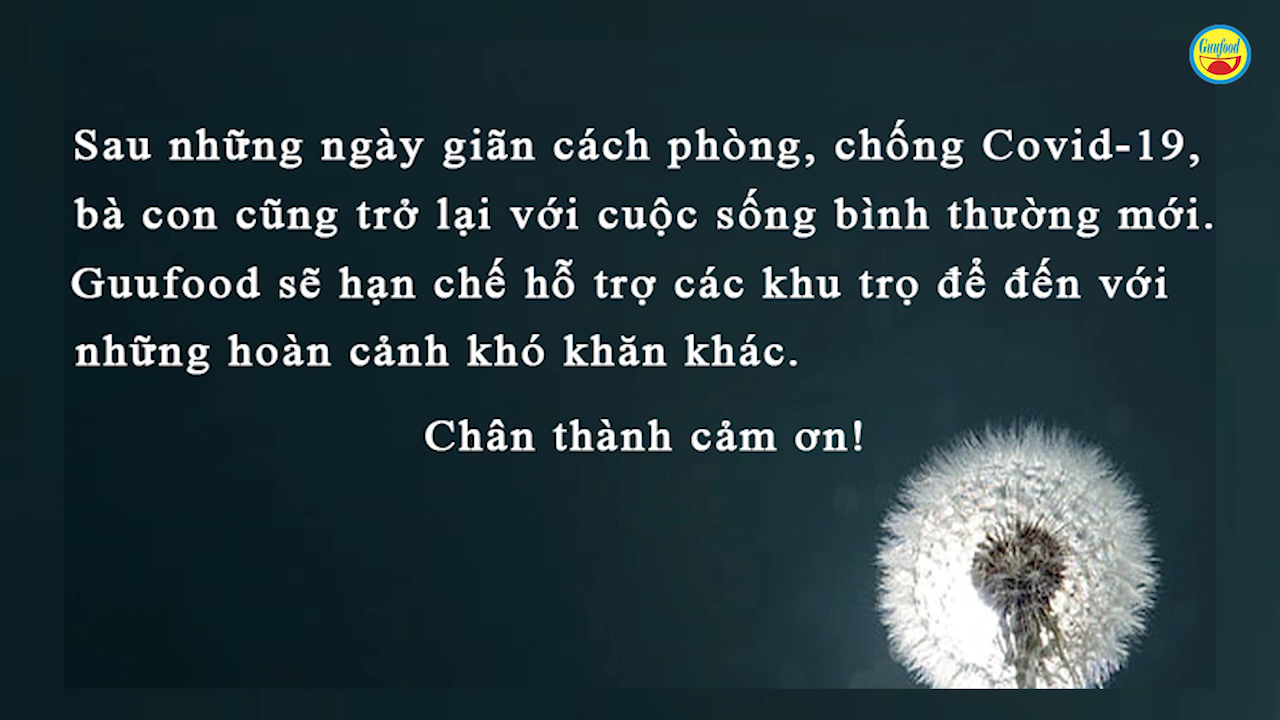 Guufood
Sau những ngày giãn cách phòng, chống Covid-19,
bà con cũng trở lại với cuộc sống bình thường mới.
Guufood sẽ hạn chế hỗ trợ các khu trọ để đến với
những hoàn cảnh khó khăn khác.
Chân thành cảm ơn!